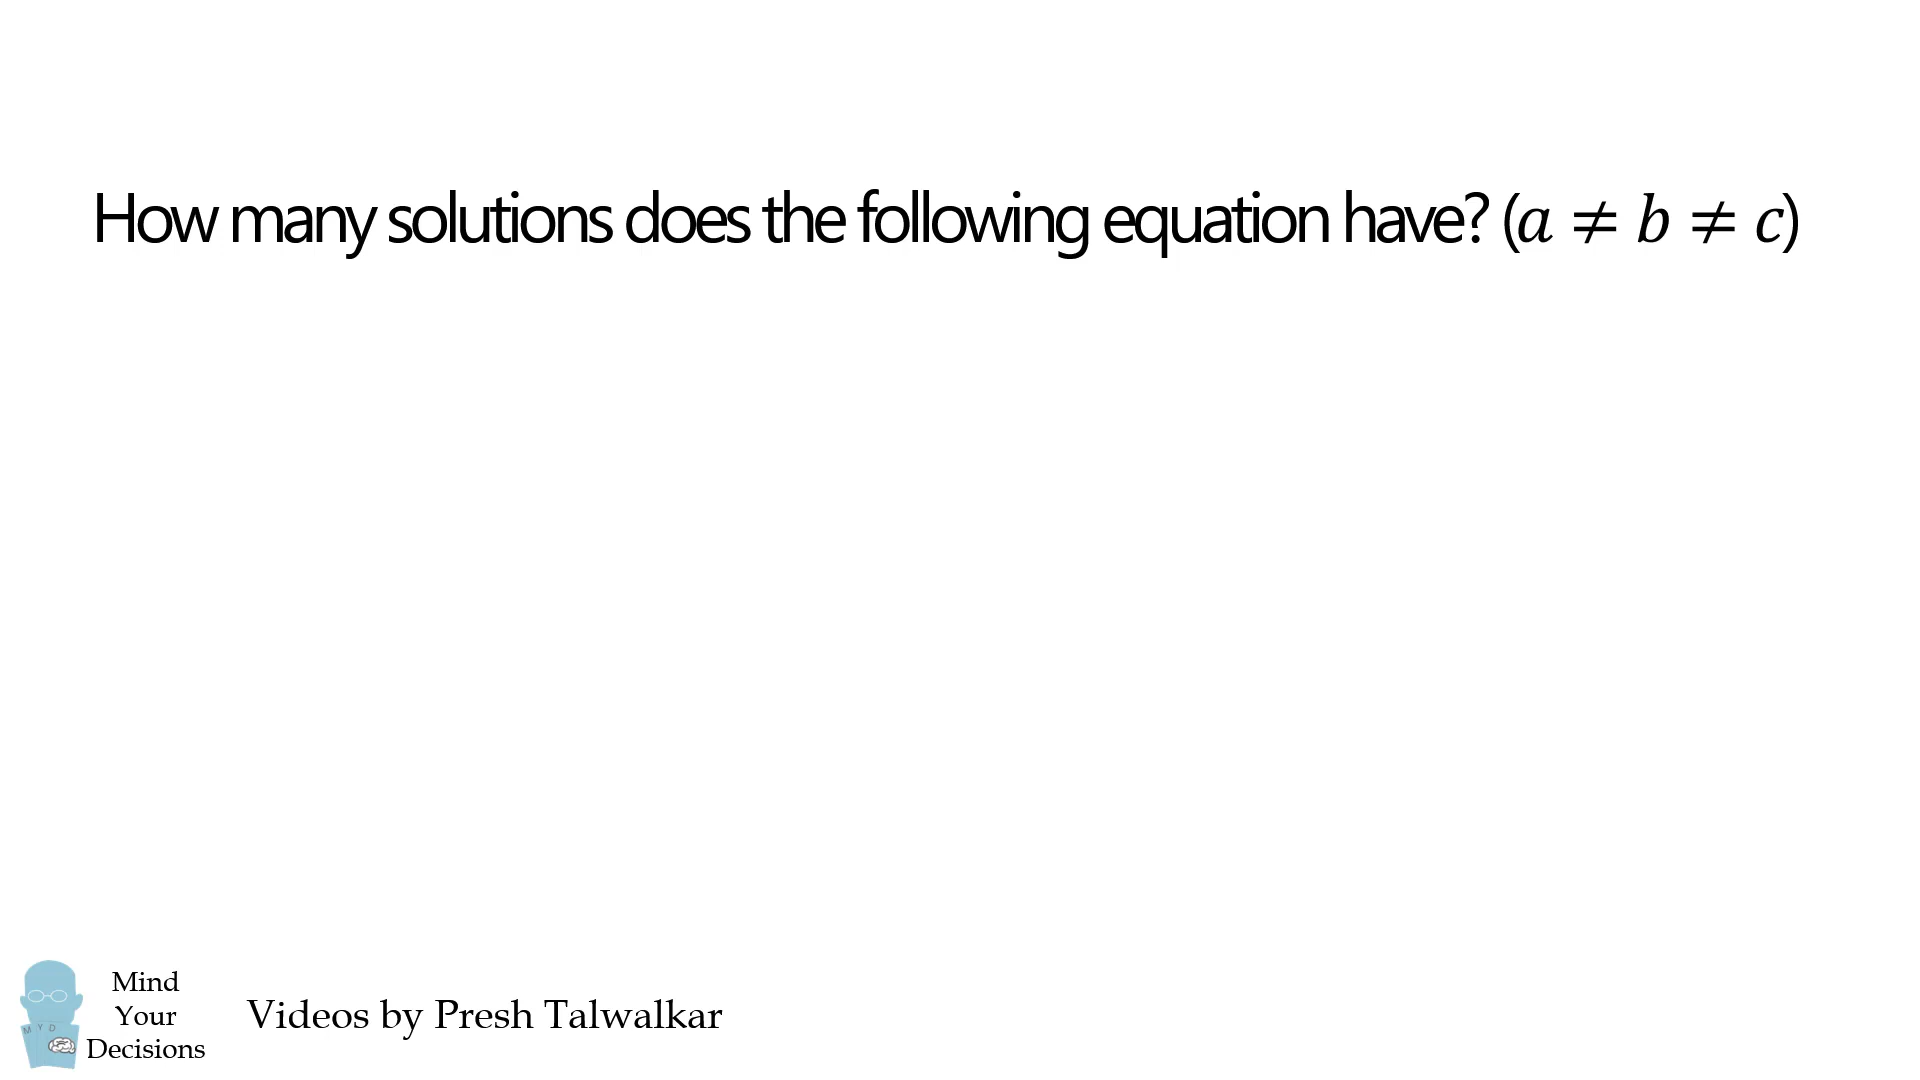 How many solutions does the following equation have? (a ≠ b ≠ c)
Mind
Your
Decisions
Videos by Presh Talwalkar
M Y D